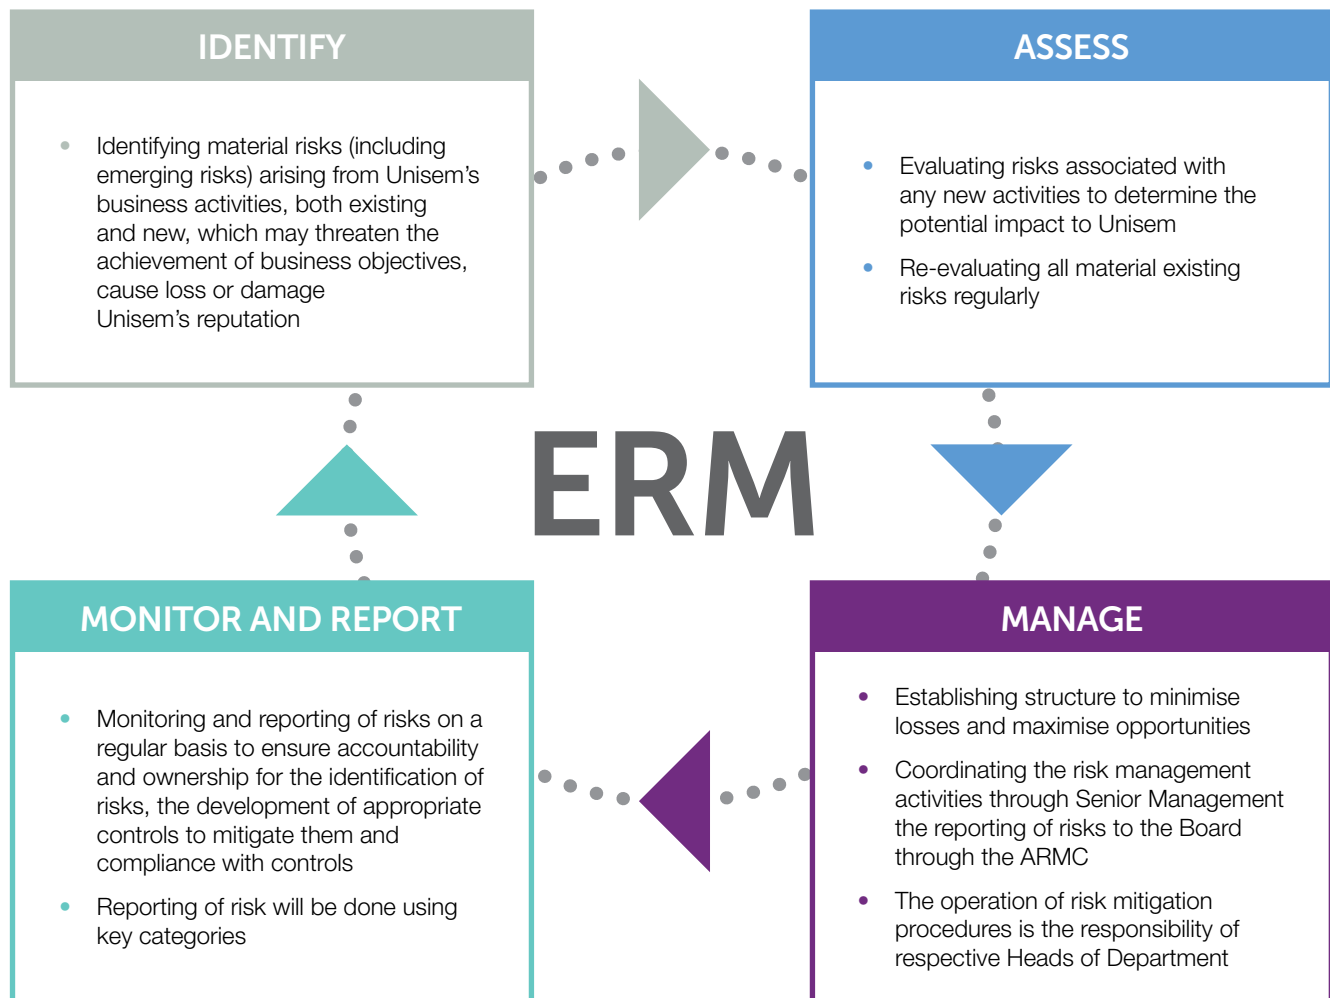 IDENTIFY
• Identifying material risks (including
emerging risks) arising from Unisem’s
business activities, both existing
and new, which may threaten the
achievement of business objectives,
cause loss or damage
Unisem’s reputation
ASSESS
• Evaluating risks associated with
any new activities to determine the
potential impact to Unisem
• Re-evaluating all material existing
risks regularly
ERM
MONITOR AND REPORT
• Monitoring and reporting of risks on a
regular basis to ensure accountability
and ownership for the identification of
risks, the development of appropriate
controls to mitigate them and
compliance with controls
• Reporting of risk will be done using
key categories
MANAGE
• Establishing structure to minimise
losses and maximise opportunities
• Coordinating the risk management
activities through Senior Management
the reporting of risks to the Board
through the ARMC
• The operation of risk mitigation
procedures is the responsibility of
respective Heads of Department